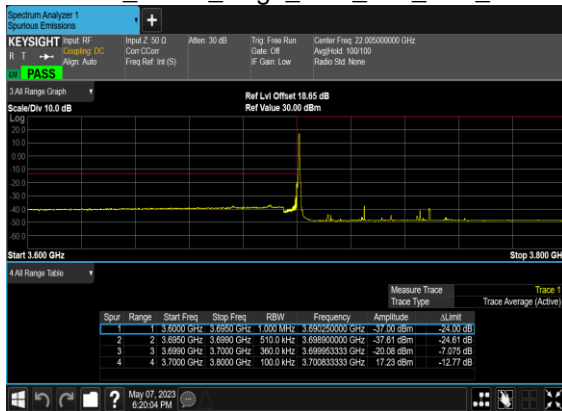 Spectrum Analyzer 1
Spurious Emissions
+
KEYSIGHT Input: RF Input Z: 50 Ω Atten: 30 dB Trig: Free Run Center Freq: 22.005000000 GHz
R T Coupling: DC Corr CCorr Gate: Off Avg|Hold: 100/100
Align: Auto Freq Ref: Int (S) IF Gain: Low Radio Std: None
PASS
3 All Range Graph
Ref Lvl Offset 18.65 dB
Scale/Div 10.0 dB Ref Value 30.00 dBm
Log
20.0
10.0
0.00
-10.0
-20.0
-30.0
-40.0
-50.0
-60.0
Start 3.600 GHz Stop 3.800 GH
4 All Range Table
Measure Trace Trace 1
Trace Type Trace Average (Active)
Spur Range Start Freq Stop Freq RBW Frequency Amplitude ΔLimit
1 1 3.6000 GHz 3.6950 GHz 1.000 MHz 3.690250000 GHz -37.00 dBm -24.00 dB
2 2 3.6950 GHz 3.6990 GHz 510.0 kHz 3.698900000 GHz -37.61 dBm -24.61 dB
3 3 3.6990 GHz 3.7000 GHz 360.0 kHz 3.699953333 GHz -20.08 dBm -7.075 dB
4 4 3.7000 GHz 3.8000 GHz 100.0 kHz 3.700833333 GHz 17.23 dBm -12.77 dB
? May 07, 2023
6:20:04 PM